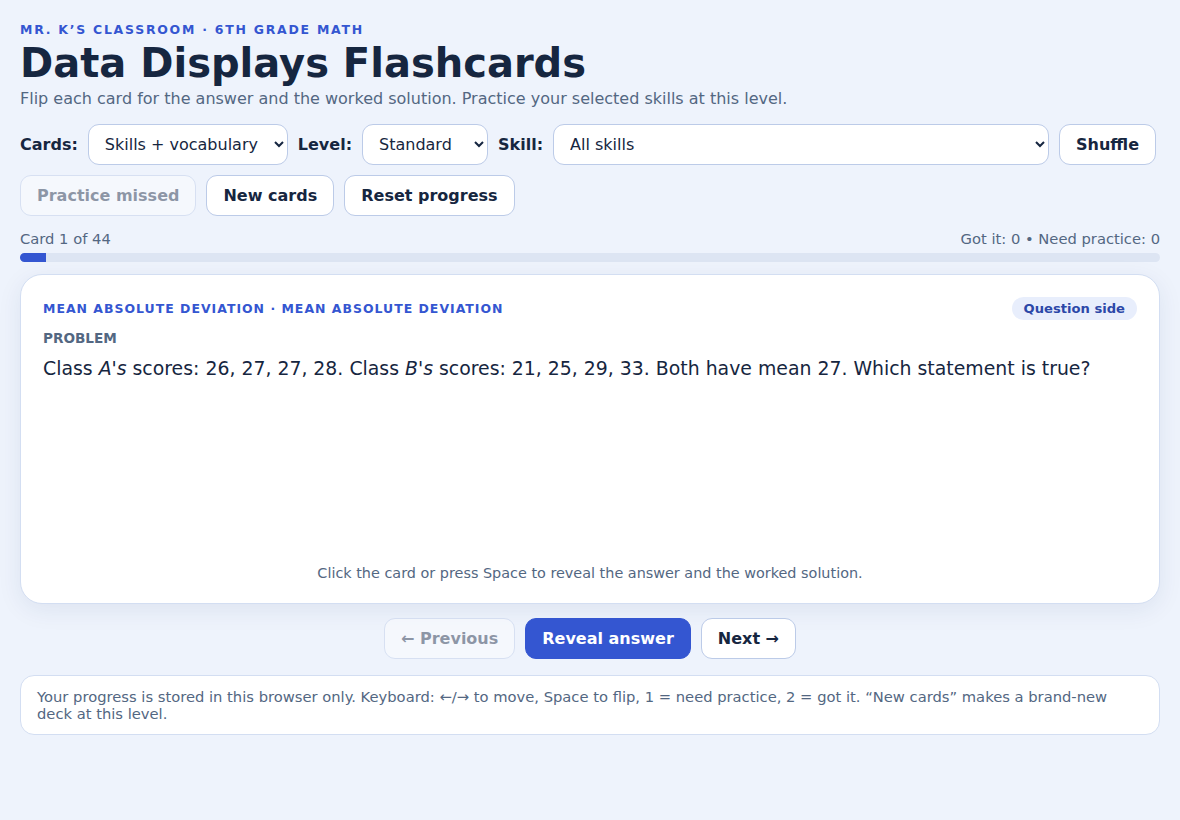 MR. K’S CLASSROOM · 6TH GRADE MATH
Data Displays Flashcards
Flip each card for the answer and the worked solution. Practice your selected skills at this level.
Cards: Skills + vocabulary Level: Standard Skill: All skills Shuffle
Practice missed New cards Reset progress
Card 1 of 44 Got it: 0 • Need practice: 0
MEAN ABSOLUTE DEVIATION · MEAN ABSOLUTE DEVIATION Question side
PROBLEM
Class A's scores: 26, 27, 27, 28. Class B's scores: 21, 25, 29, 33. Both have mean 27. Which statement is true?
Click the card or press Space to reveal the answer and the worked solution.
← Previous Reveal answer Next →
Your progress is stored in this browser only. Keyboard: ←/→ to move, Space to flip, 1 = need practice, 2 = got it. “New cards” makes a brand-new
deck at this level.